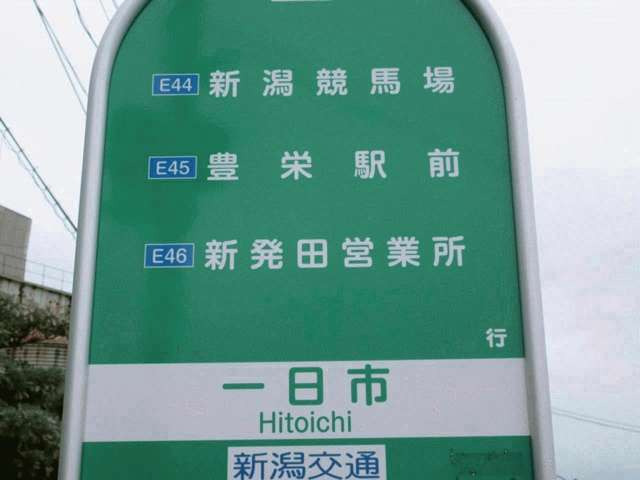 E44 新潟競馬場
E45 豊栄駅前
E46 新発田営業所
行
一日市
Hitoichi
新潟交通